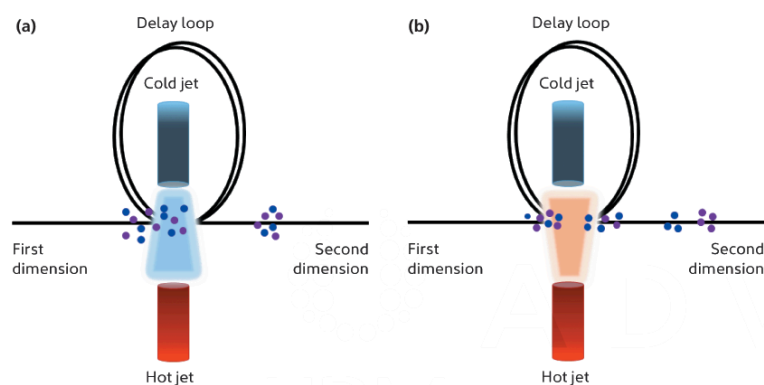 (a)
Delay loop
Cold jet
First
dimension
Second
dimension
Hot jet
(b)
Delay loop
Cold jet
First
dimension
Second
dimension
Hot jet